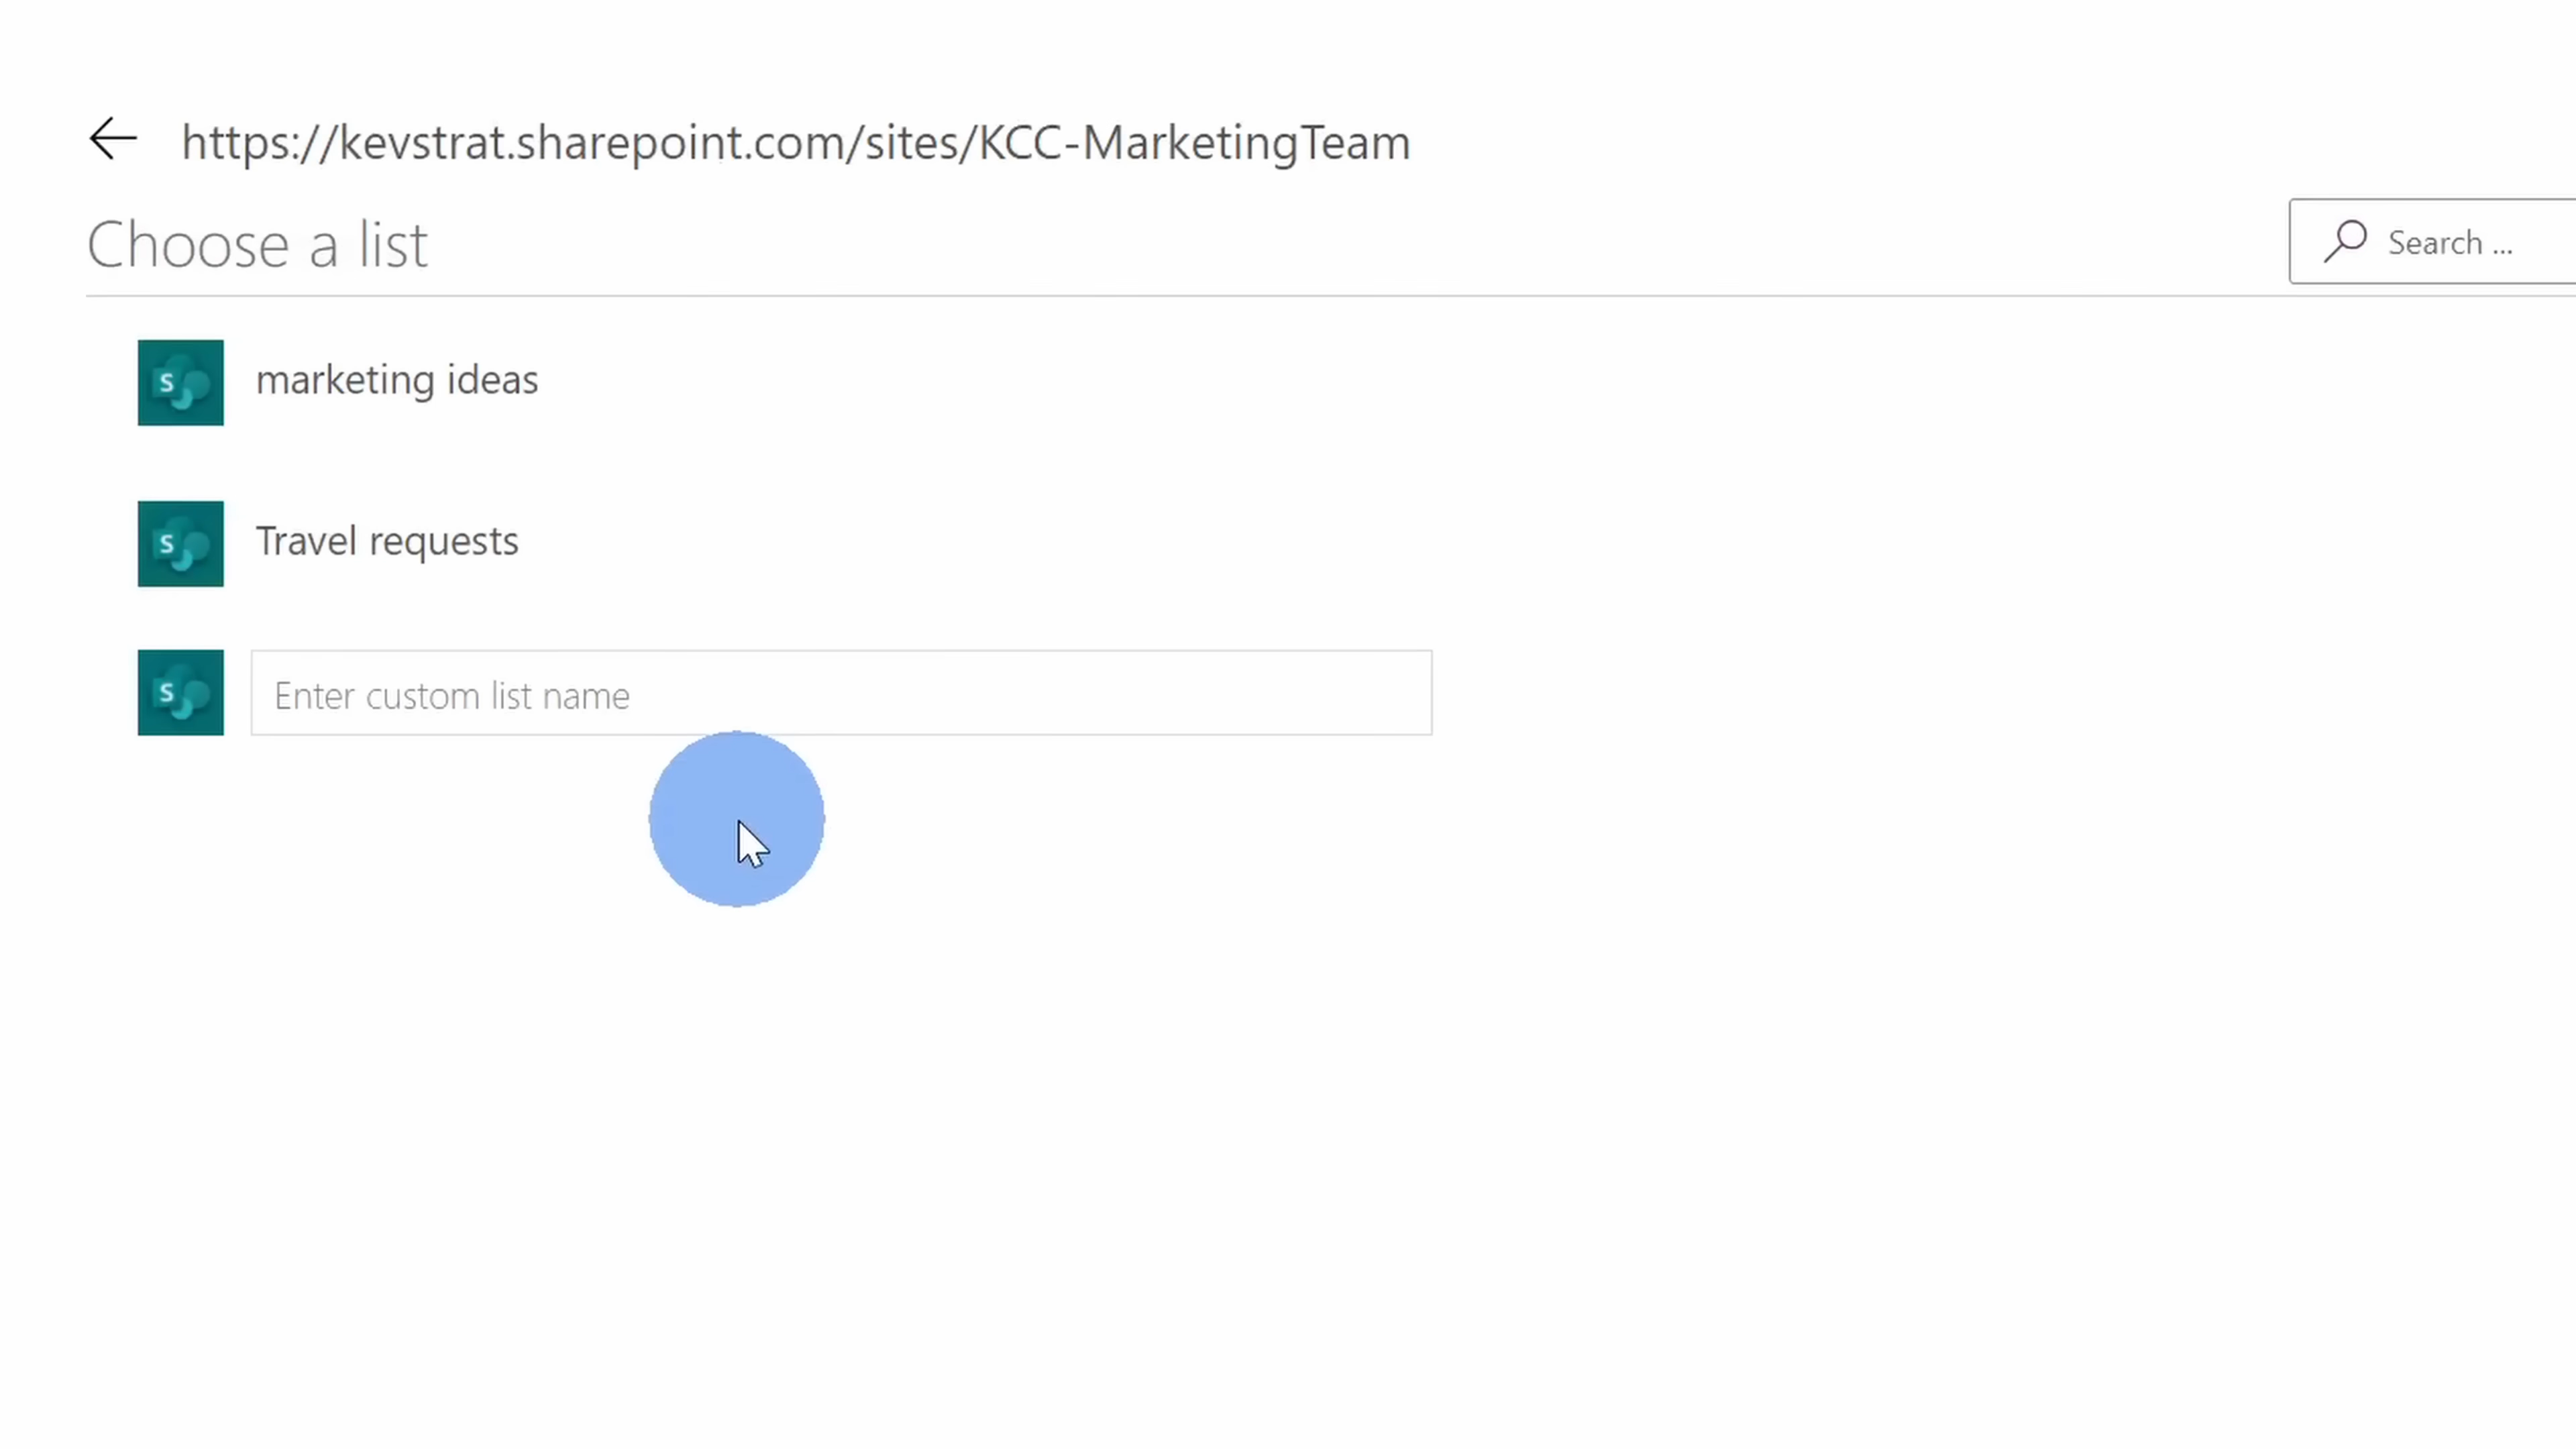 https://kevstrat.sharepoint.com/sites/KCC-MarketingTeam
Choose a list
Search ...
S marketing ideas
S Travel requests
S Enter custom list name